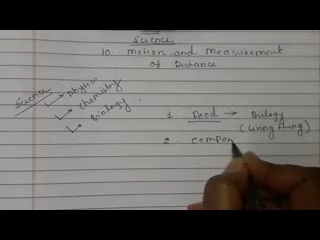 Science
10. Motion and Measurement
of Distance
Science
Physics
Chemistry
Biology
1. Food → Biology
(Living thing)
2. Compon